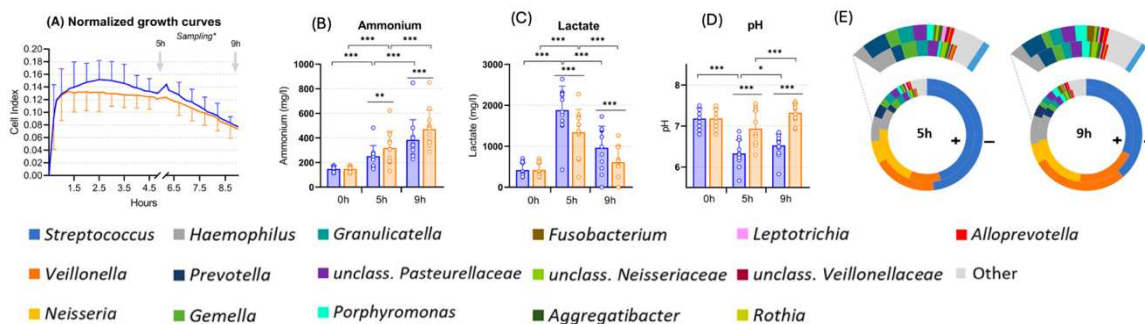 (A) Normalized growth curves
Sampling*
5h 9h
Cell Index
0.20
0.18
0.16
0.14
0.12
0.10
0.08
0.06
0.04
0.02
0.00
1.5 2.5 3.5 4.5 6.5 7.5 8.5
Hours
(B) Ammonium
*** ***
*** ***
***
**
Ammonium (mg/l)
1000
800
600
400
200
0
0h 5h 9h
(C) Lactate
*** ***
*** ***
***
***
Lactate (mg/l)
4000
3000
2000
1000
0
0h 5h 9h
(D) pH
***
*** *
*** ***
pH
8
7
6
0h 5h 9h
(E)
5h
+ −
9h
+ −
Streptococcus Haemophilus Granulicatella Fusobacterium Leptotrichia Alloprevotella
Veillonella Prevotella unclass. Pasteurellaceae unclass. Neisseriaceae unclass. Veillonellaceae Other
Neisseria Gemella Porphyromonas Aggregatibacter Rothia